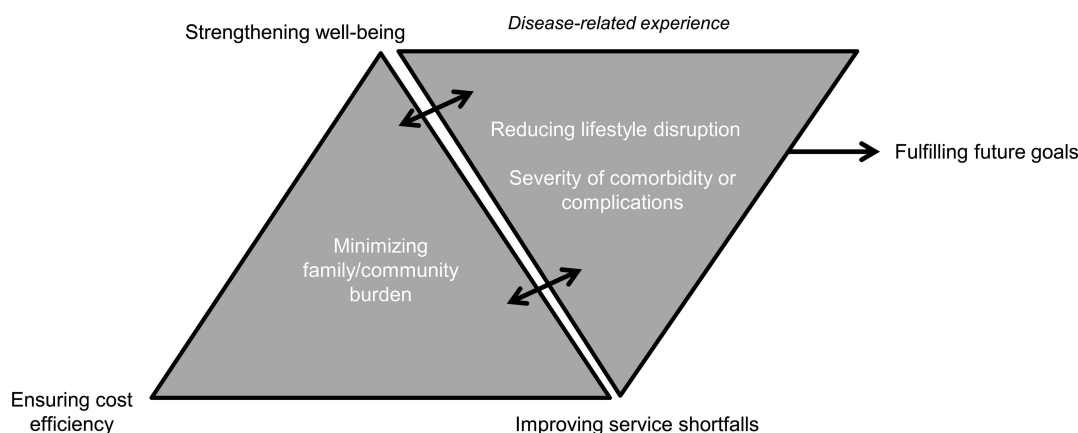 Strengthening well-being
Disease-related experience
Reducing lifestyle disruption
Severity of comorbidity or
complications
Fulfilling future goals
Minimizing
family/community
burden
Ensuring cost
efficiency
Improving service shortfalls